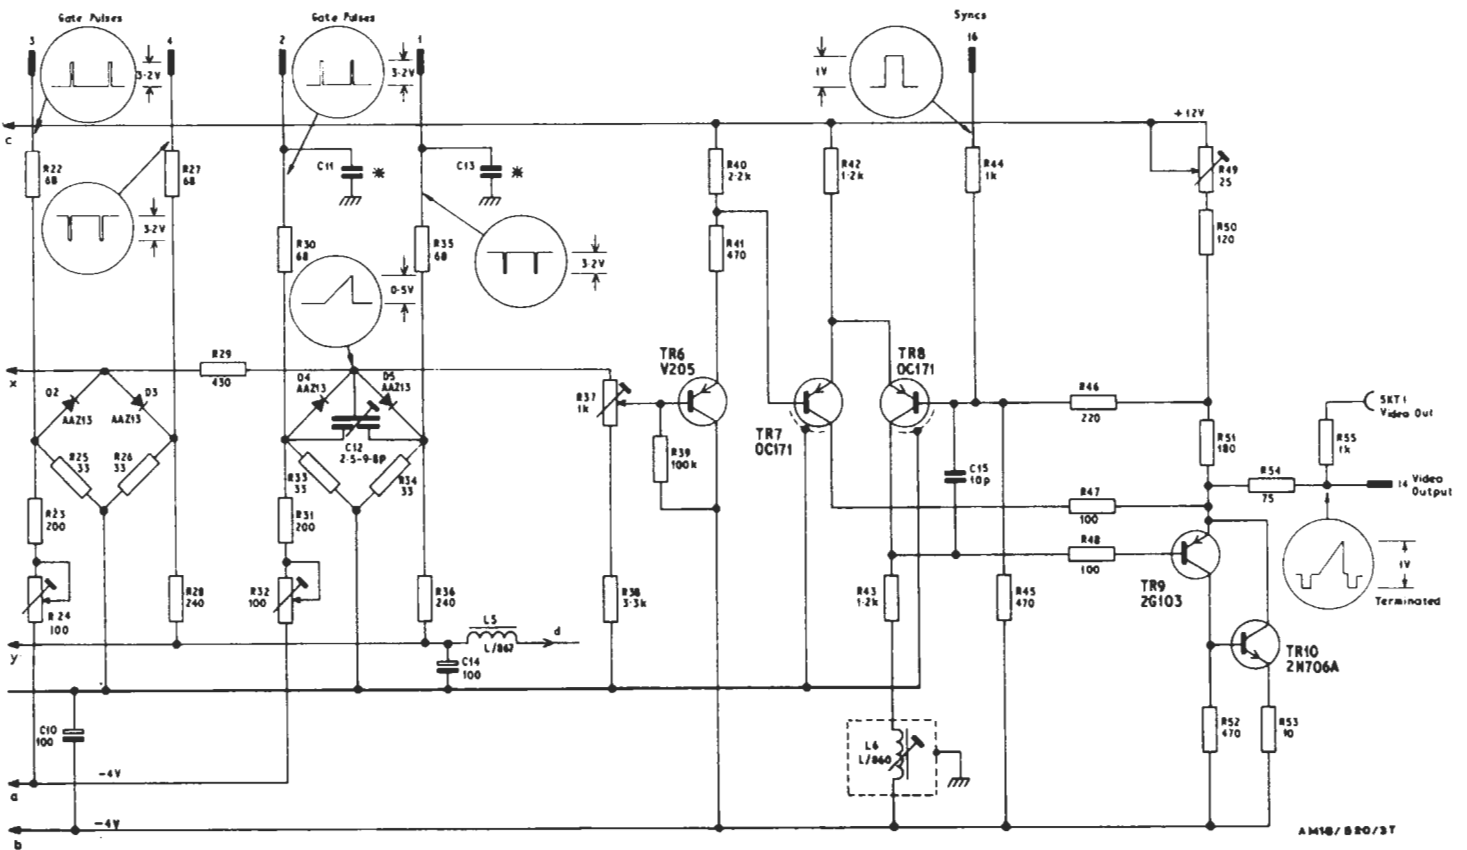 Gate Pulses
Gate Pulses
Syncs
3
4
2
1
16
3·2V
3·2V
1V
c
+12V
R22
68
R27
68
C11
*
C13
*
R40
2·2k
R42
1·2k
R44
1k
R49
25
3·2V
R30
68
R35
68
R41
470
R50
120
3·2V
0·5V
x
R29
430
D2
AAZ13
D3
AAZ13
D4
AAZ13
D5
AAZ13
R37
1k
TR6
V205
TR8
OC171
R46
220
SKT1
Video Out
C12
2·5-9·8P
TR7
OC171
R39
100k
C15
10p
R51
180
R55
1k
R25
33
R26
33
R33
33
R34
33
R54
75
14 Video
Output
R23
200
R31
200
R47
100
R48
100
TR9
2G103
1V
Terminated
R24
100
R28
240
R32
100
R36
240
R38
3·3k
R43
1·2k
R45
470
L5
L/867
d
y
C14
100
TR10
2N706A
C10
100
L6
L/860
R52
470
R53
10
a
-4V
b
-4V
AM18/520/3T